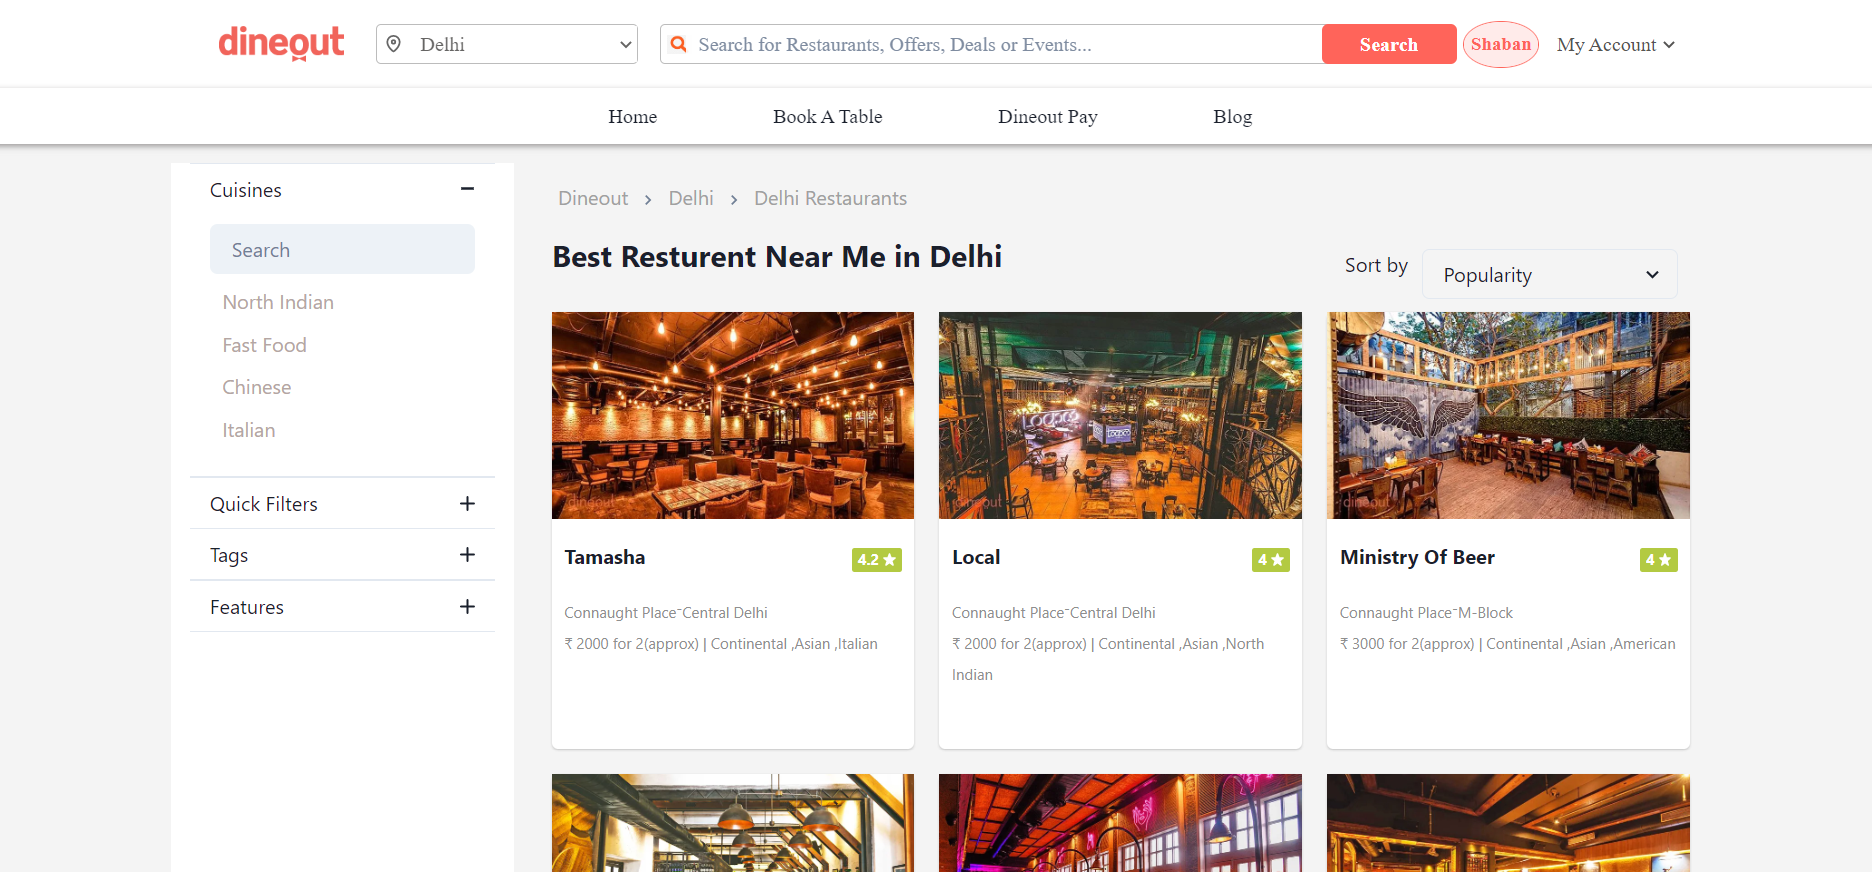 dineout
Delhi
Search for Restaurants, Offers, Deals or Events...
Search
Shaban
My Account
Home
Book A Table
Dineout Pay
Blog
Cuisines
Search
North Indian
Fast Food
Chinese
Italian
Quick Filters
Tags
Features
Dineout > Delhi > Delhi Restaurants
Best Resturent Near Me in Delhi
Sort by
Popularity
dineout
dineout
dineout
Tamasha
4.2
Connaught Place-Central Delhi
₹ 2000 for 2(approx) | Continental ,Asian ,Italian
Local
4
Connaught Place-Central Delhi
₹ 2000 for 2(approx) | Continental ,Asian ,North
Indian
Ministry Of Beer
4
Connaught Place-M-Block
₹ 3000 for 2(approx) | Continental ,Asian ,American